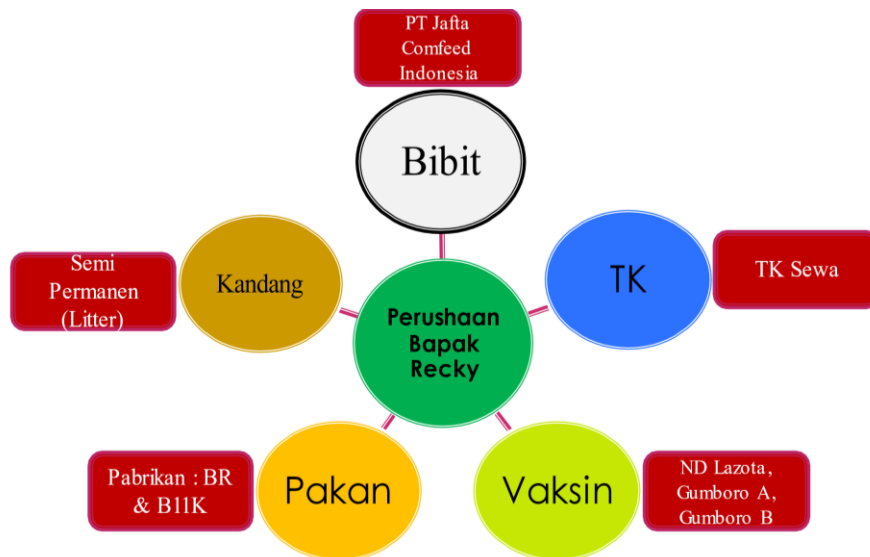 PT Jafta
Comfeed
Indonesia
Bibit
Semi
Permanen
(Litter)
Kandang
TK
TK Sewa
Perushaan
Bapak
Recky
Pabrikan : BR
& B11K
Pakan
Vaksin
ND Lazota,
Gumboro A,
Gumboro B